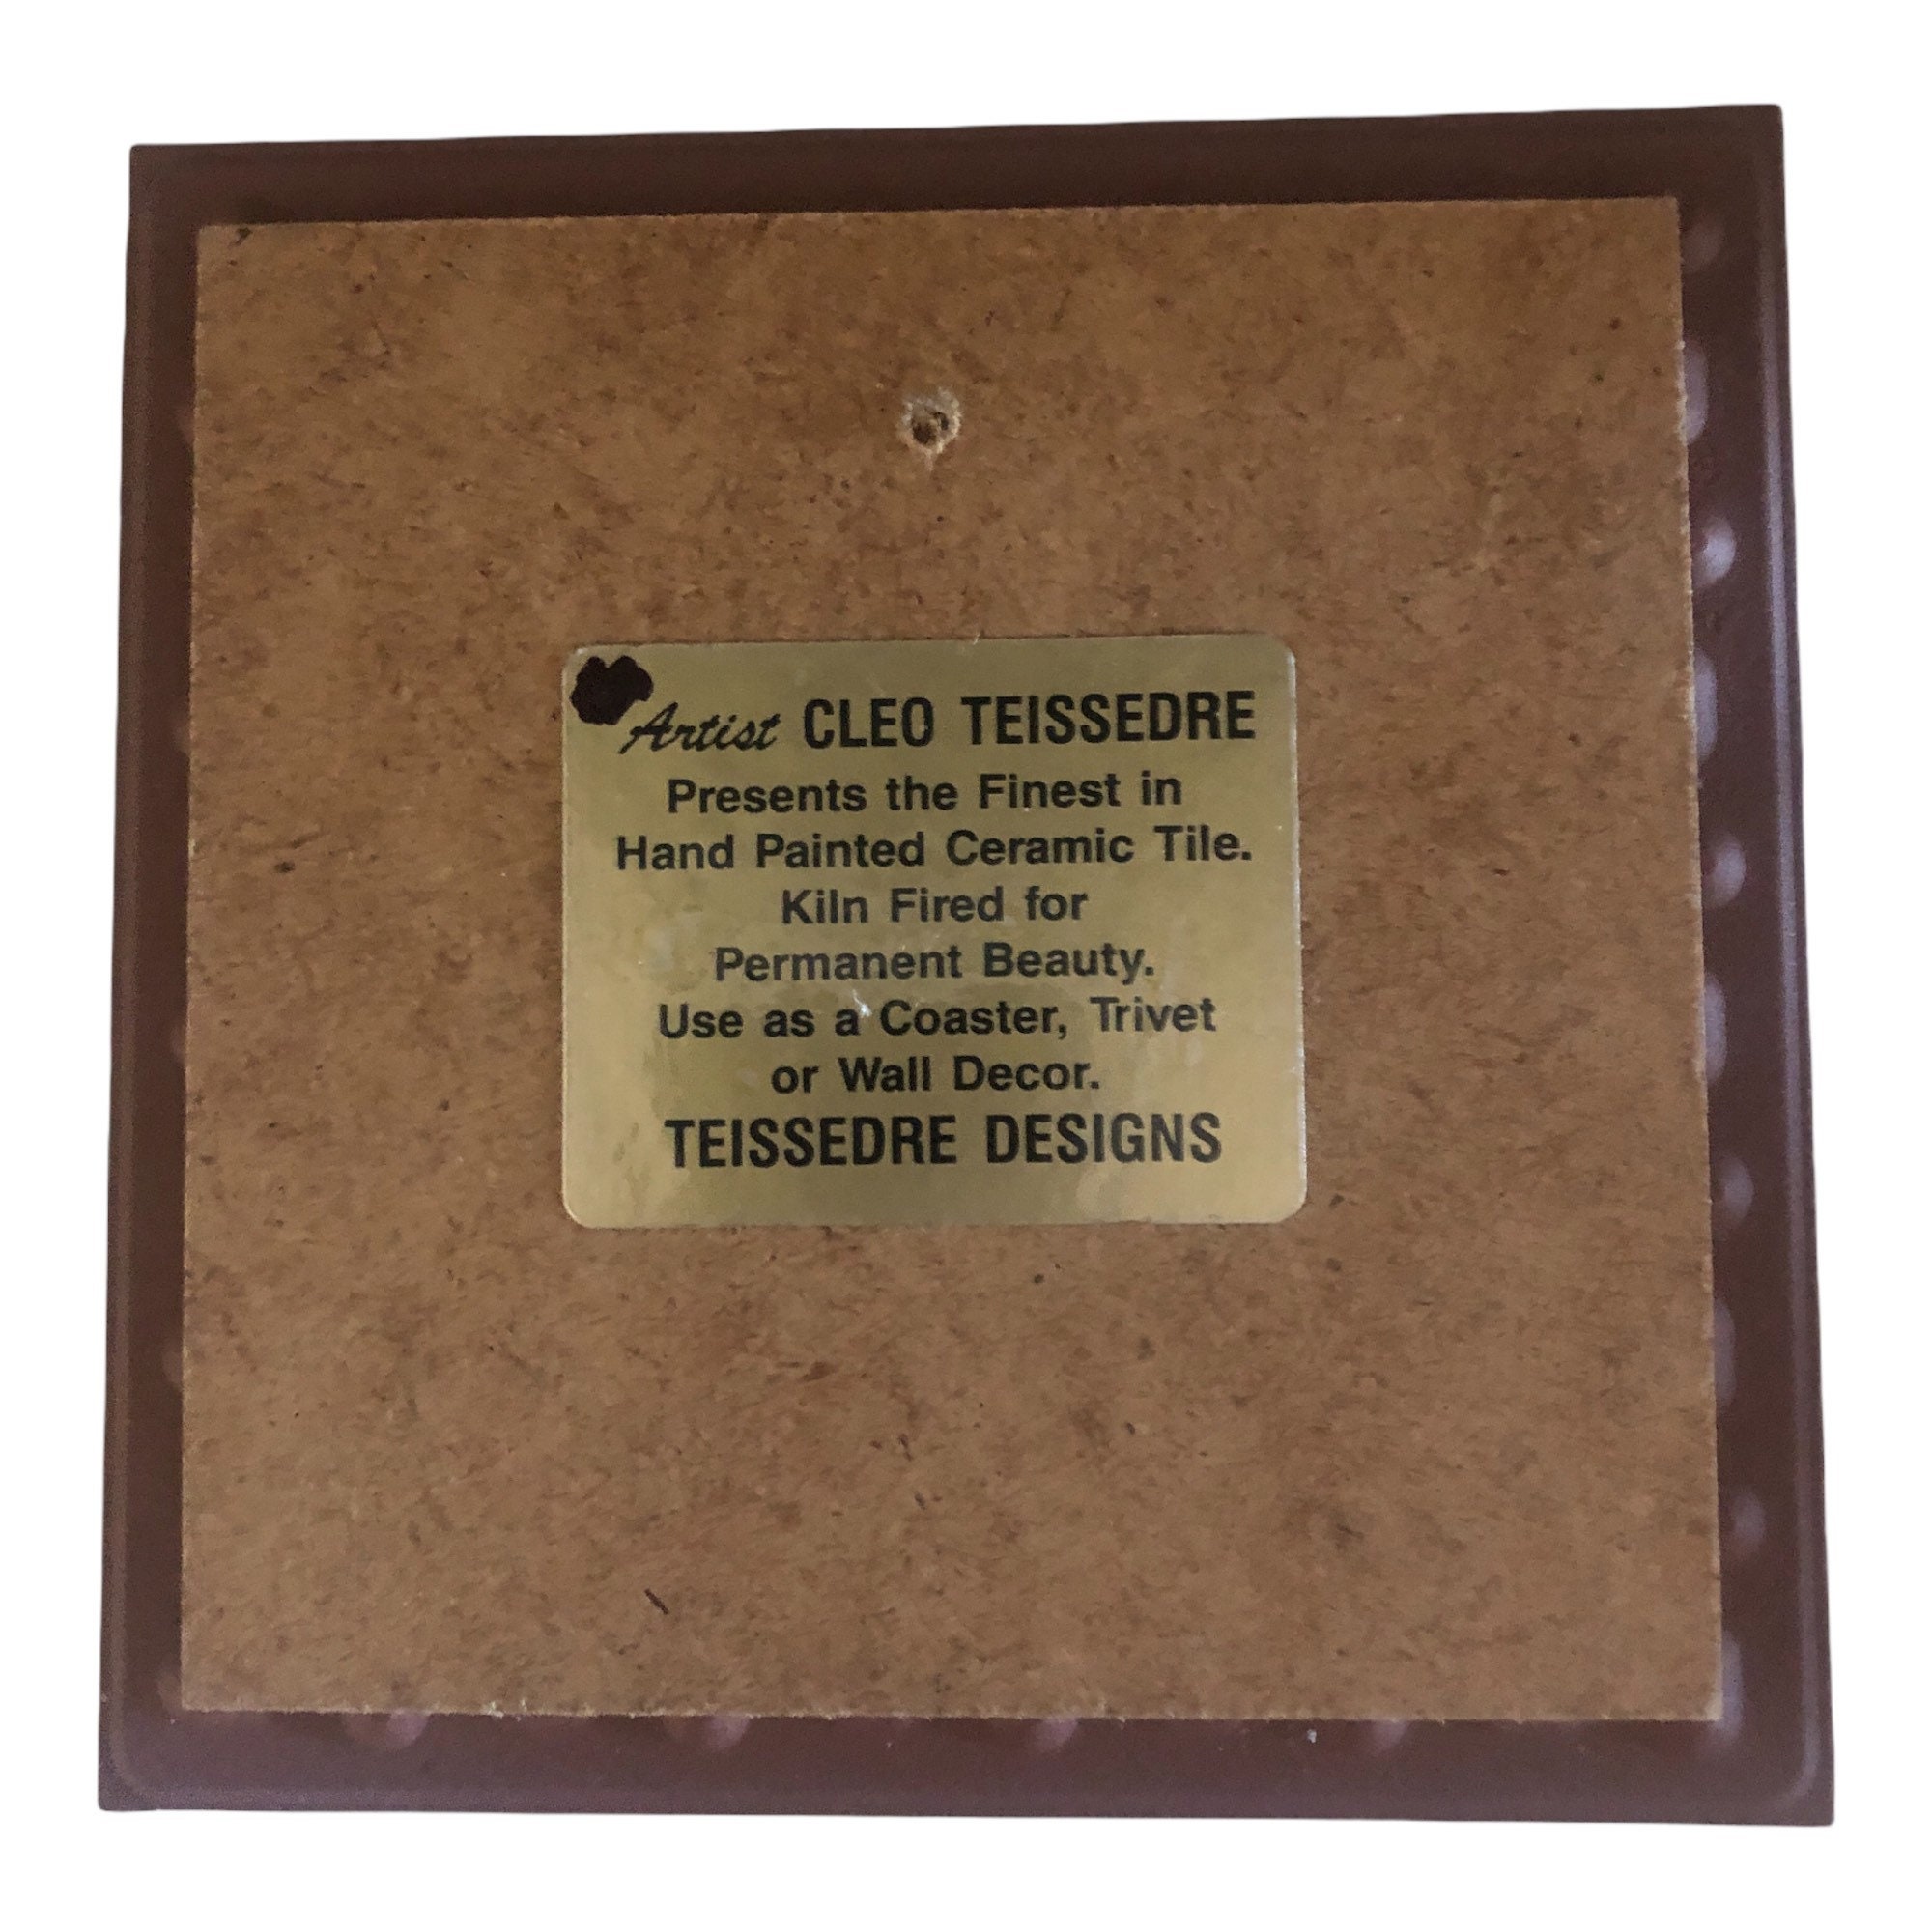 Artist CLEO TEISSEDRE
Presents the Finest in
Hand Painted Ceramic Tile.
Kiln Fired for
Permanent Beauty.
Use as a Coaster, Trivet
or Wall Decor.
TEISSEDRE DESIGNS